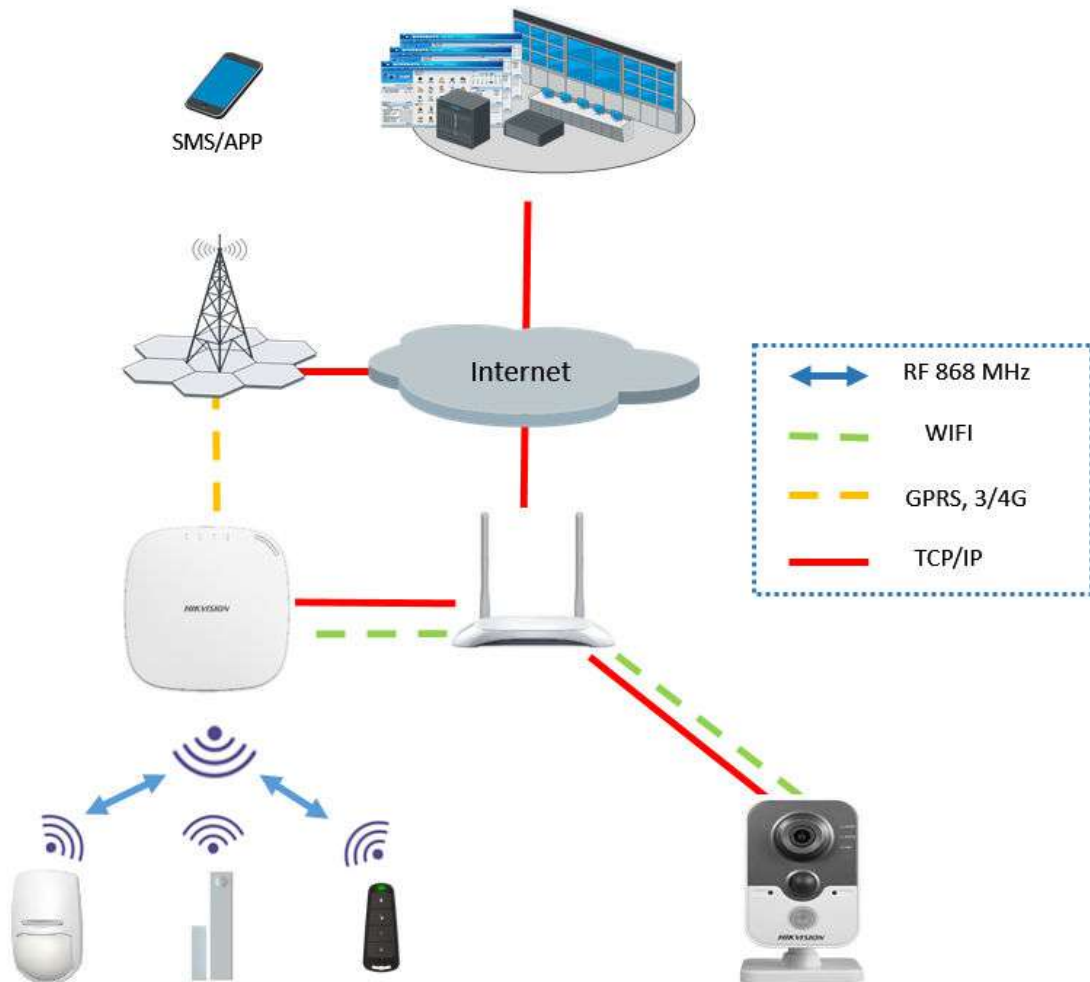 SMS/APP
Internet
RF 868 MHz
WIFI
GPRS, 3/4G
TCP/IP
HIKVISION
HIKVISION